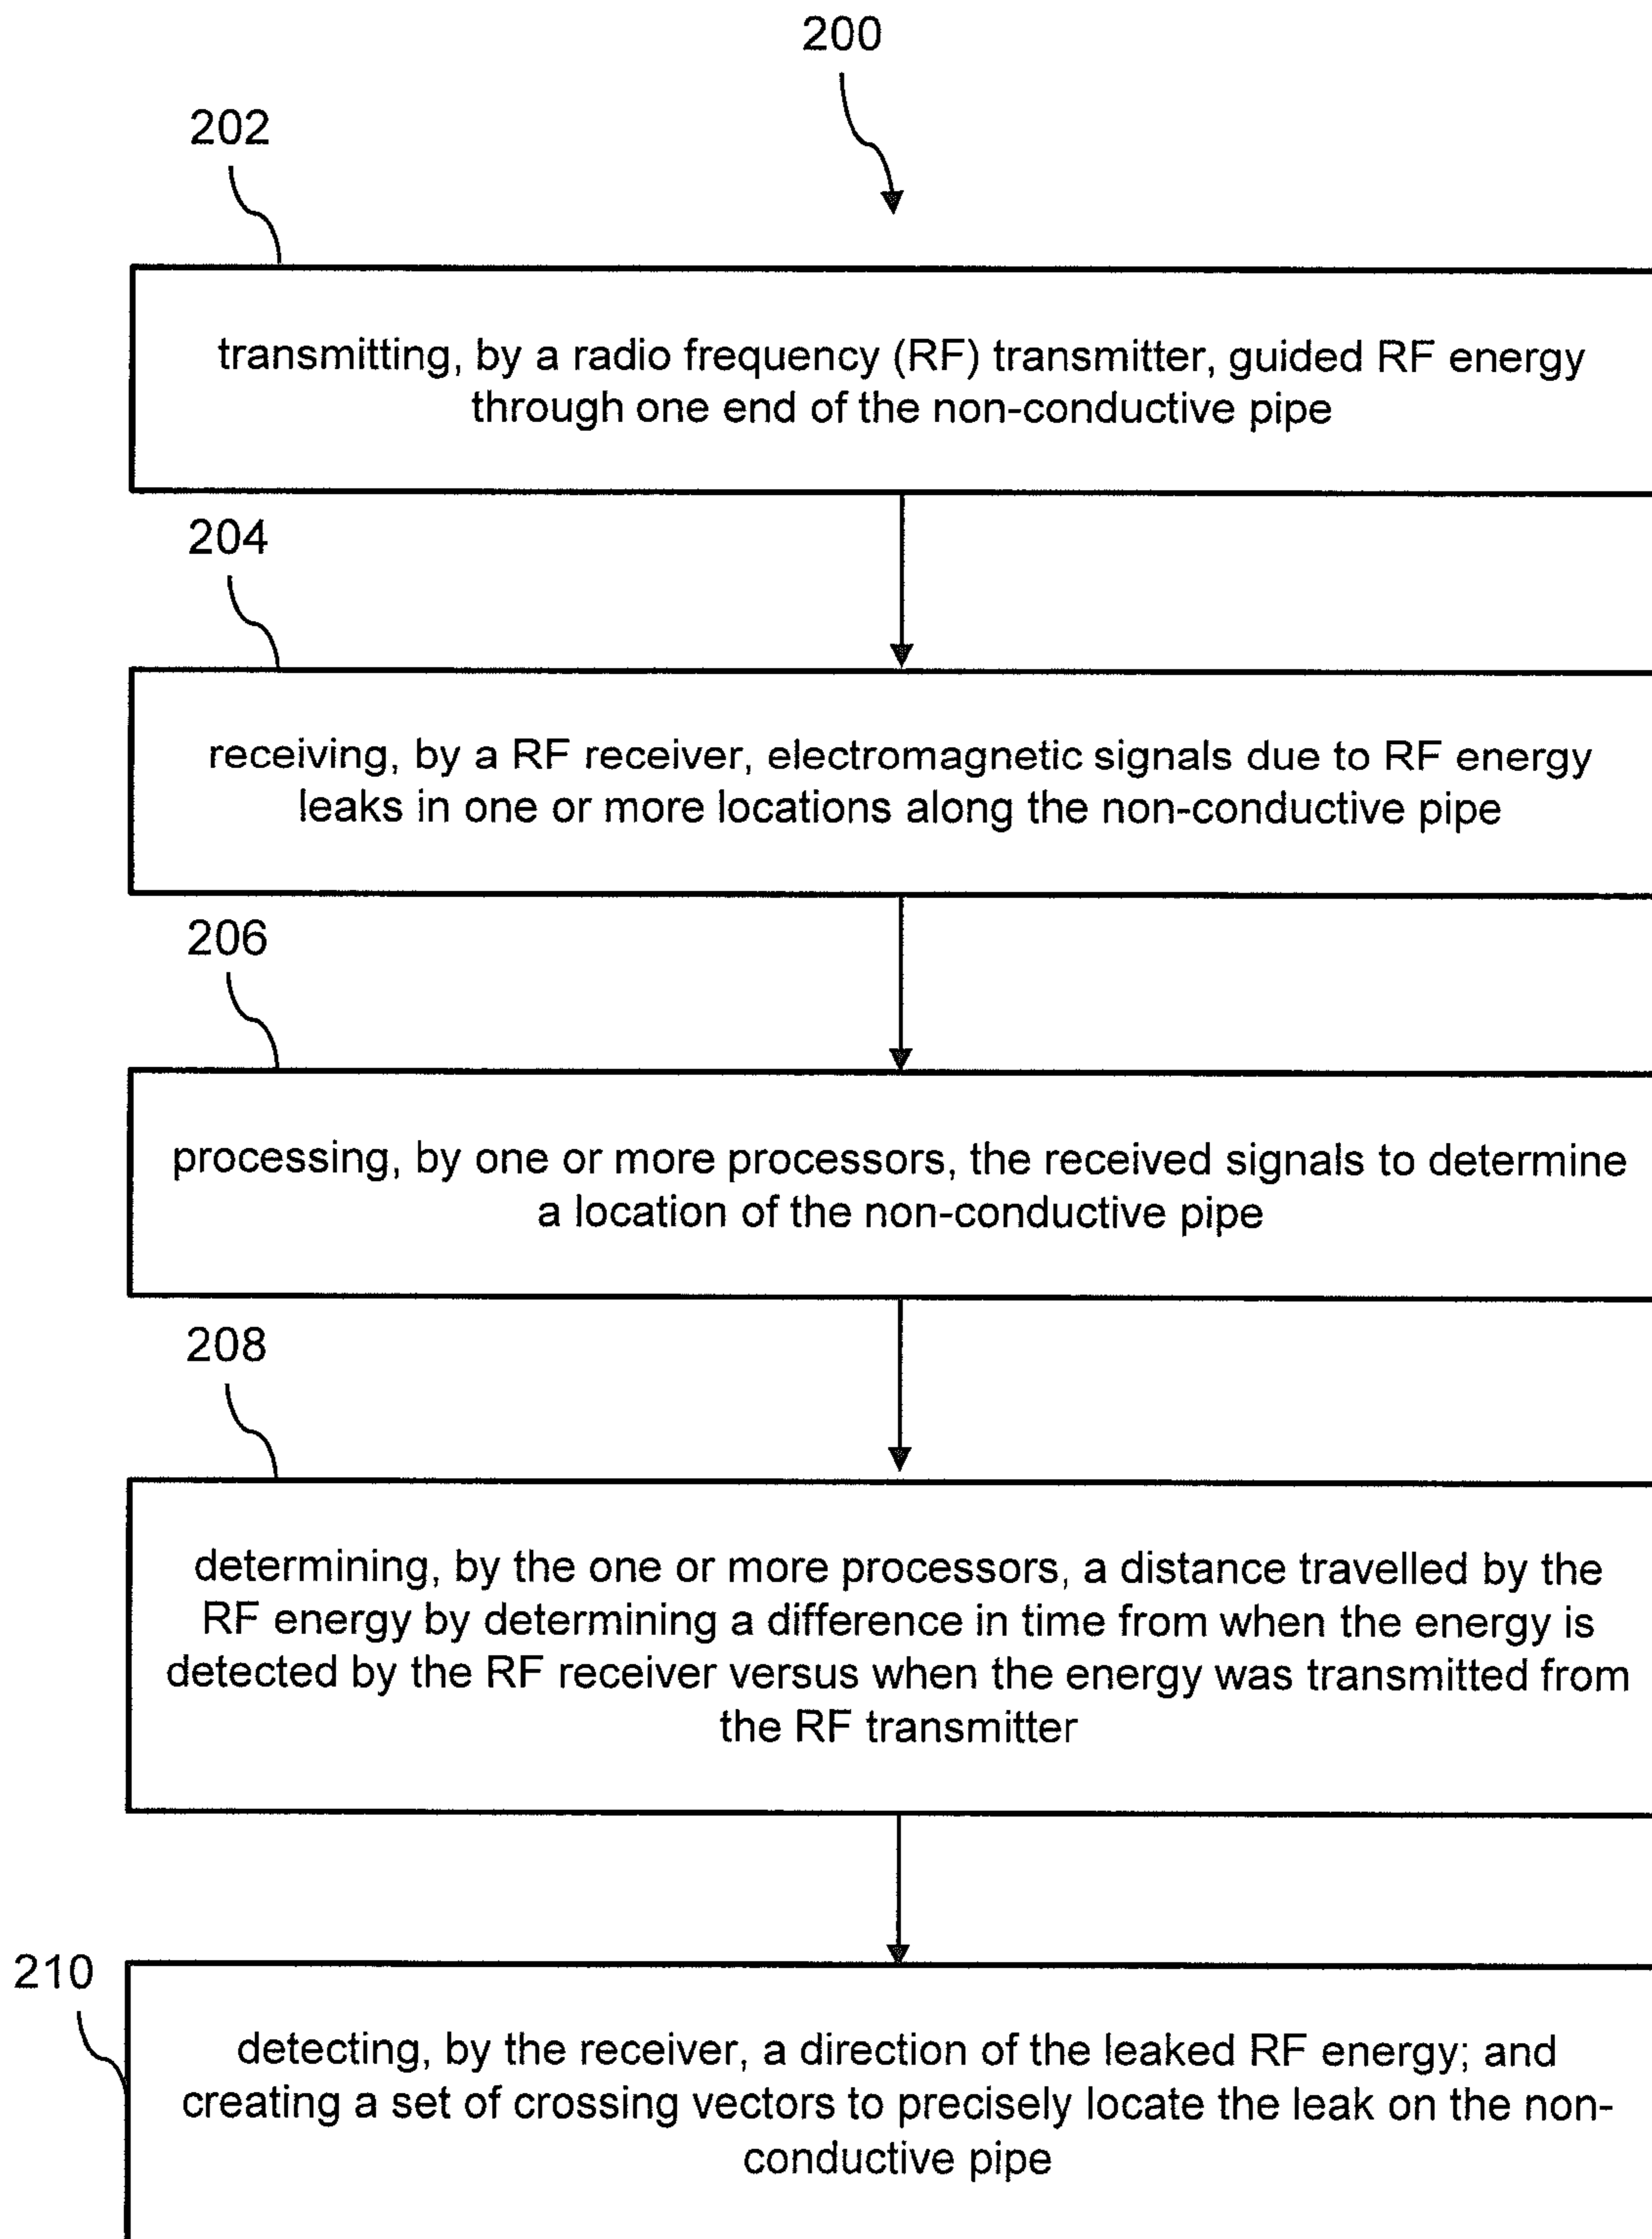 200
202
transmitting, by a radio frequency (RF) transmitter, guided RF energy
through one end of the non-conductive pipe
204
receiving, by a RF receiver, electromagnetic signals due to RF energy
leaks in one or more locations along the non-conductive pipe
206
processing, by one or more processors, the received signals to determine
a location of the non-conductive pipe
208
determining, by the one or more processors, a distance travelled by the
RF energy by determining a difference in time from when the energy is
detected by the RF receiver versus when the energy was transmitted from
the RF transmitter
210
detecting, by the receiver, a direction of the leaked RF energy; and
creating a set of crossing vectors to precisely locate the leak on the non-
conductive pipe